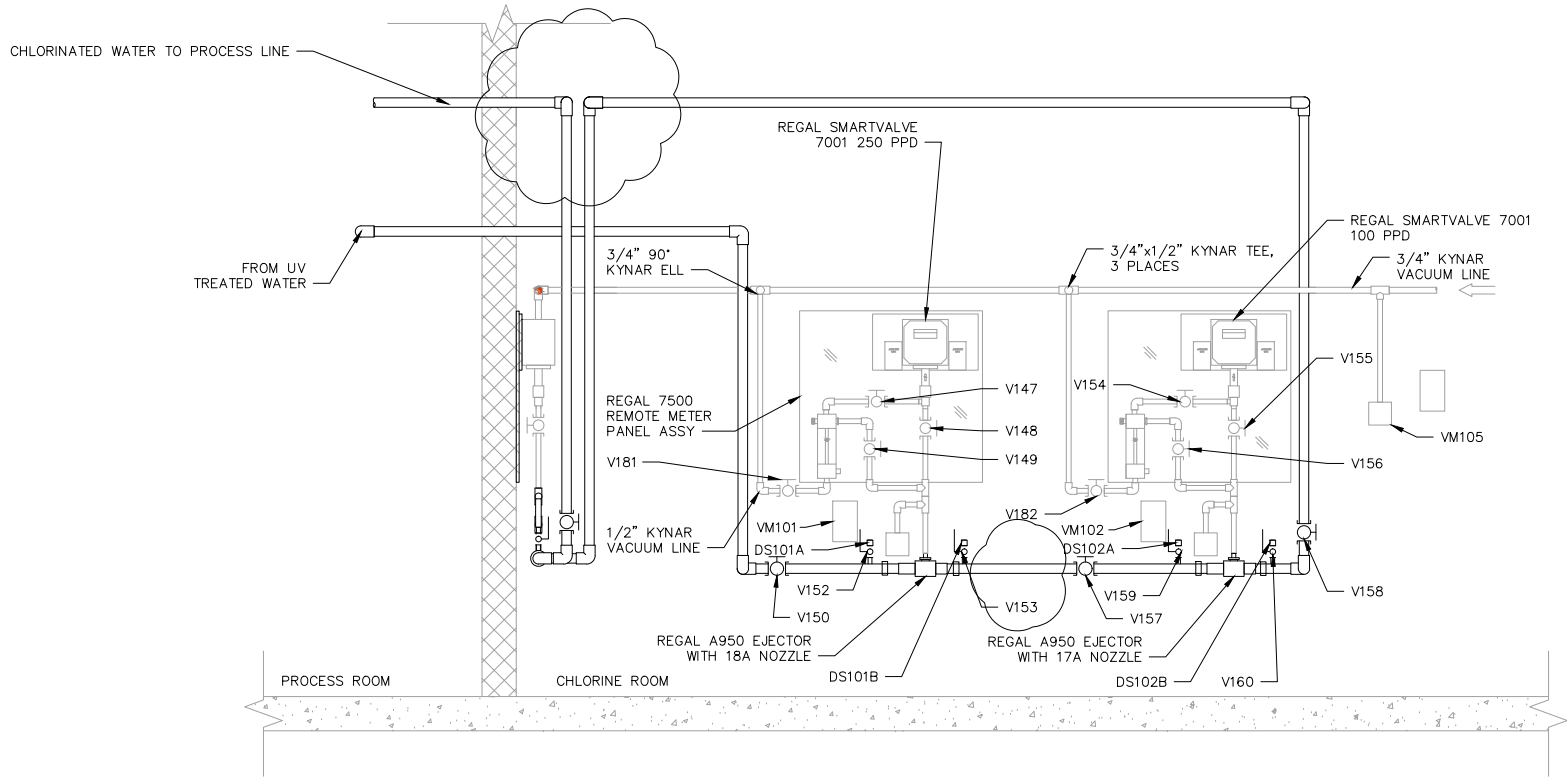 CHLORINATED WATER TO PROCESS LINE
REGAL SMARTVALVE
7001 250 PPD
REGAL SMARTVALVE 7001
100 PPD
FROM UV
TREATED WATER
3/4" 90°
KYNAR ELL
3/4"x1/2" KYNAR TEE,
3 PLACES
3/4" KYNAR
VACUUM LINE
V155
V147
V154
REGAL 7500
REMOTE METER
PANEL ASSY
V148
VM105
V149
V156
V181
V182
1/2" KYNAR
VACUUM LINE
VM101
VM102
DS101A
DS102A
V152
V153
V159
V158
V150
V157
REGAL A950 EJECTOR
WITH 18A NOZZLE
REGAL A950 EJECTOR
WITH 17A NOZZLE
DS101B
DS102B
V160
PROCESS ROOM
CHLORINE ROOM